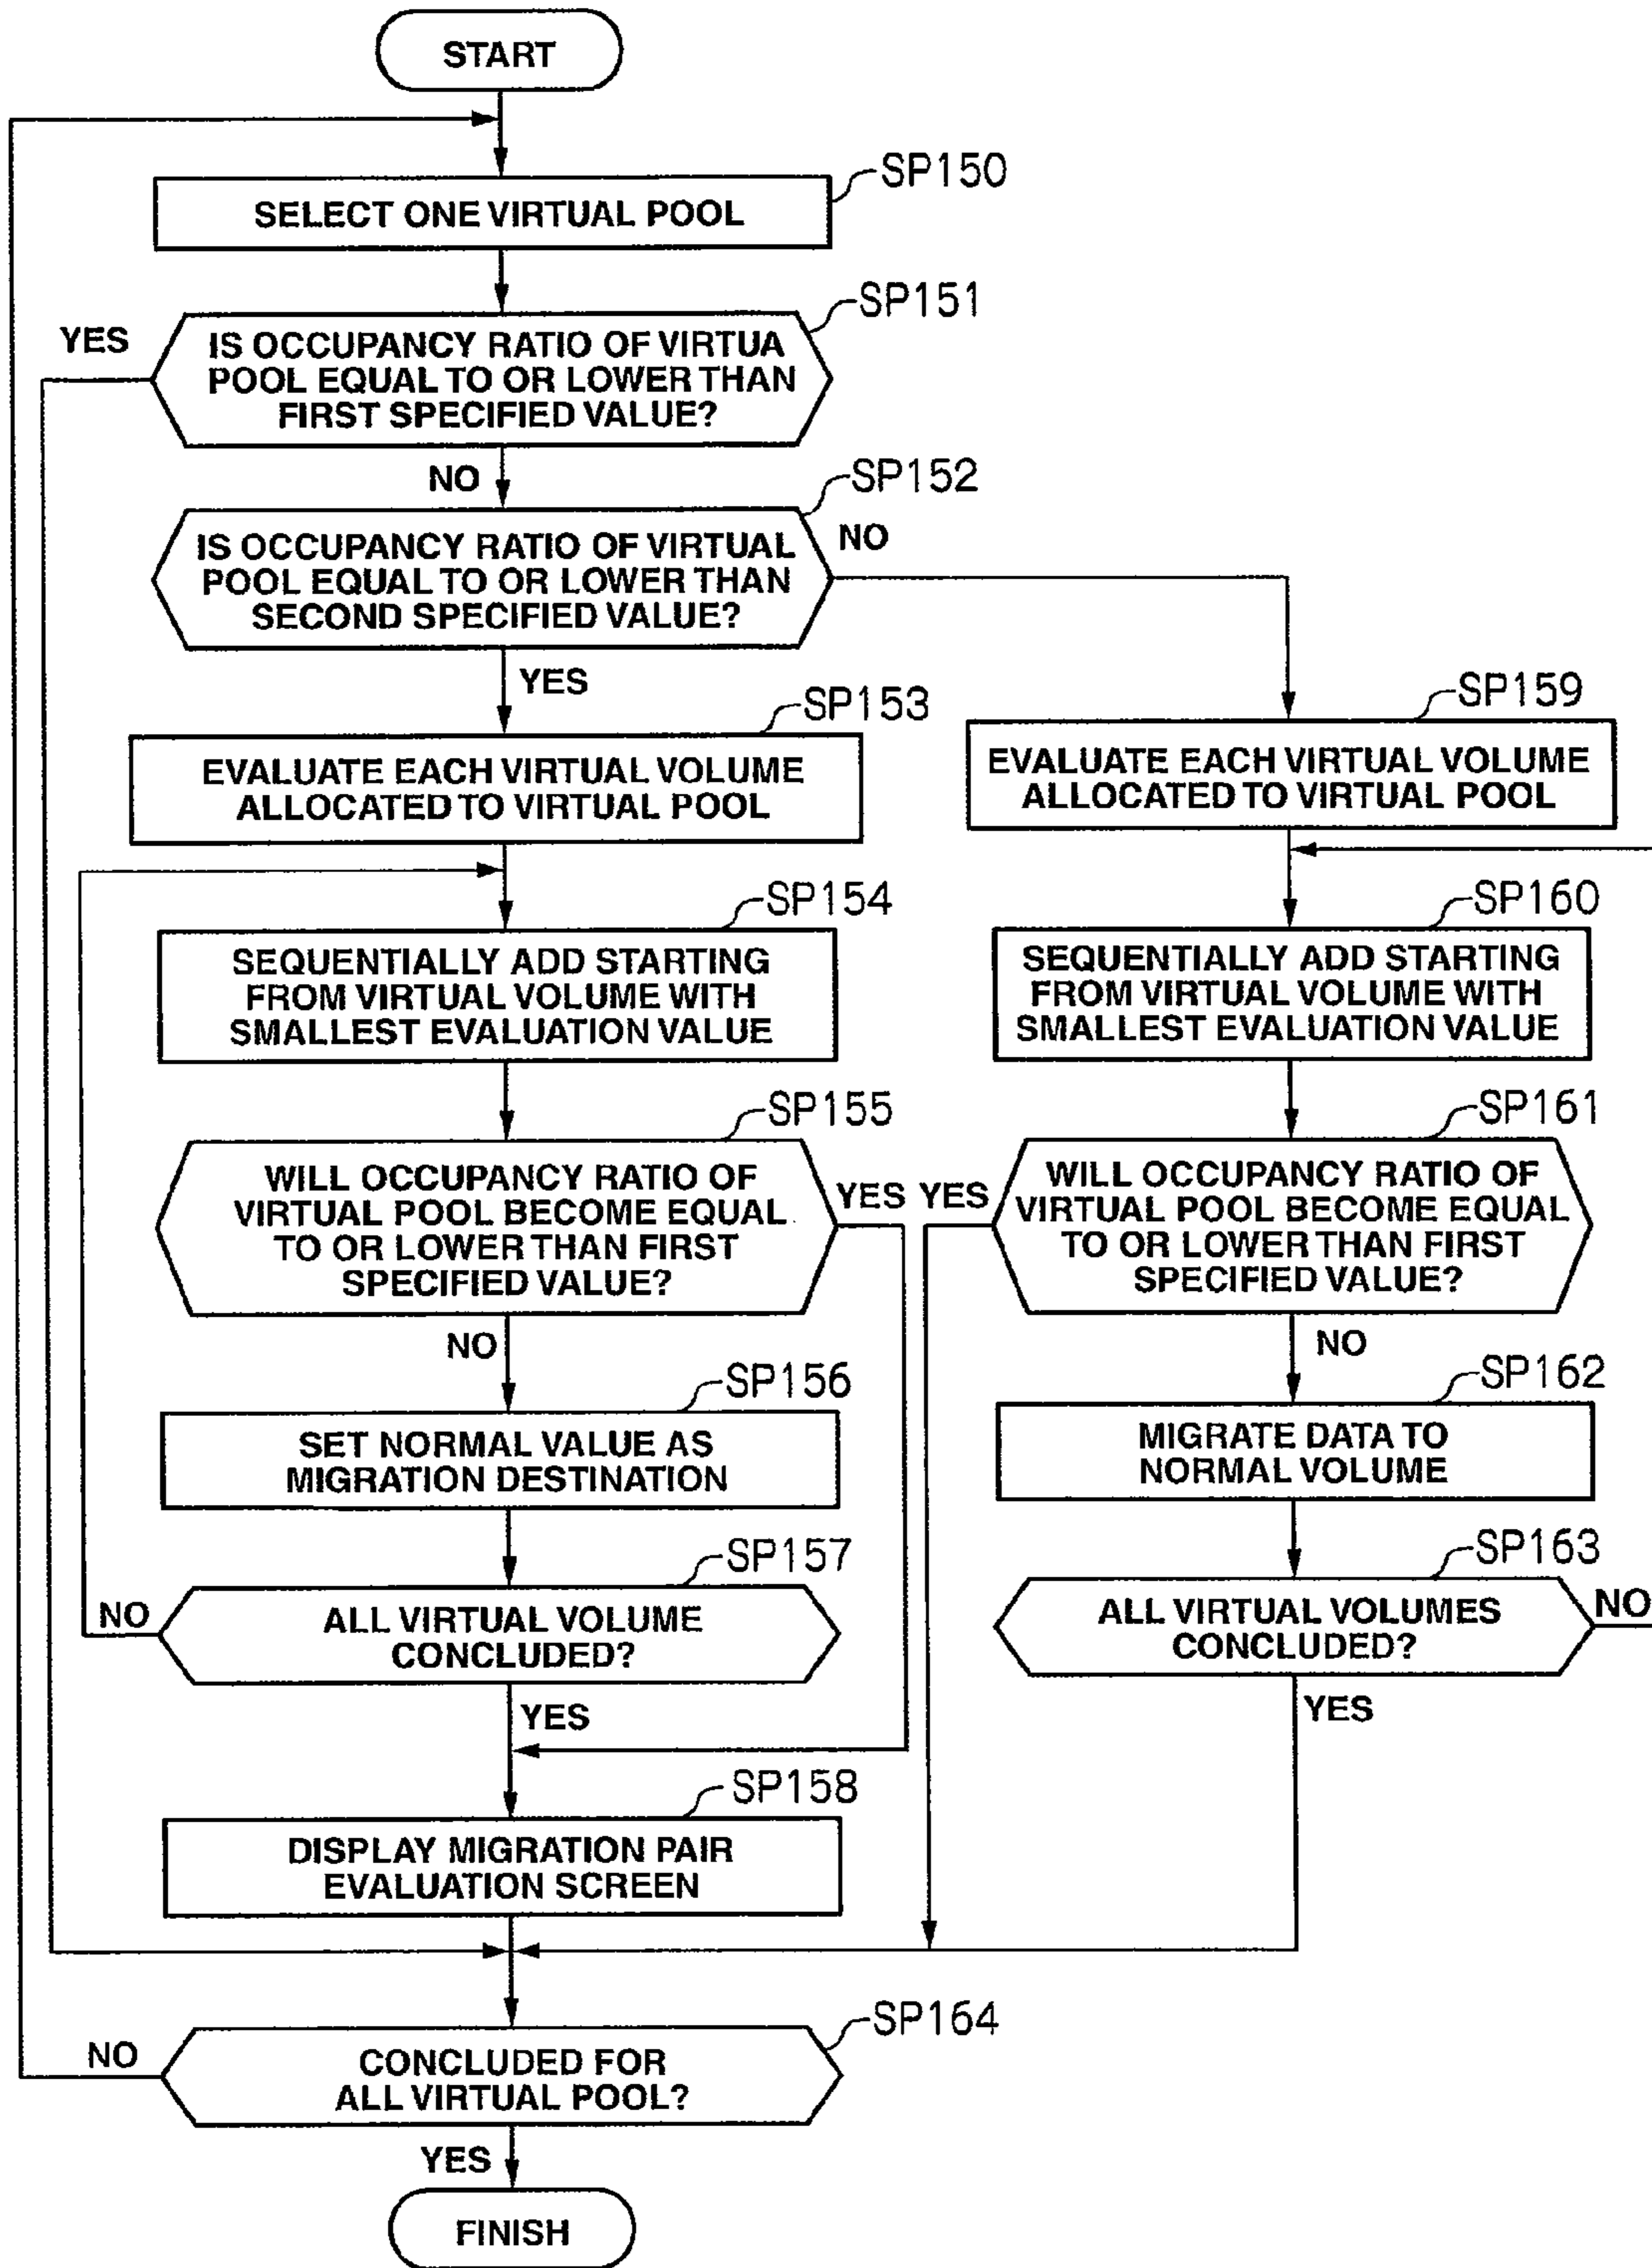 START
SP150
SELECT ONE VIRTUAL POOL
SP151
YES
IS OCCUPANCY RATIO OF VIRTUA
POOL EQUAL TO OR LOWER THAN
FIRST SPECIFIED VALUE?
NO
SP152
IS OCCUPANCY RATIO OF VIRTUAL
POOL EQUAL TO OR LOWER THAN
SECOND SPECIFIED VALUE?
NO
YES
SP153
EVALUATE EACH VIRTUAL VOLUME
ALLOCATED TO VIRTUAL POOL
SP154
SEQUENTIALLY ADD STARTING
FROM VIRTUAL VOLUME WITH
SMALLEST EVALUATION VALUE
SP155
WILL OCCUPANCY RATIO OF
VIRTUAL POOL BECOME EQUAL
TO OR LOWER THAN FIRST
SPECIFIED VALUE?
YES
NO
SP156
SET NORMAL VALUE AS
MIGRATION DESTINATION
SP157
NO
ALL VIRTUAL VOLUME
CONCLUDED?
YES
SP158
DISPLAY MIGRATION PAIR
EVALUATION SCREEN
SP159
EVALUATE EACH VIRTUAL VOLUME
ALLOCATED TO VIRTUAL POOL
SP160
SEQUENTIALLY ADD STARTING
FROM VIRTUAL VOLUME WITH
SMALLEST EVALUATION VALUE
SP161
YES
WILL OCCUPANCY RATIO OF
VIRTUAL POOL BECOME EQUAL
TO OR LOWER THAN FIRST
SPECIFIED VALUE?
NO
SP162
MIGRATE DATA TO
NORMAL VOLUME
SP163
ALL VIRTUAL VOLUMES
CONCLUDED?
NO
YES
SP164
NO
CONCLUDED FOR
ALL VIRTUAL POOL?
YES
FINISH